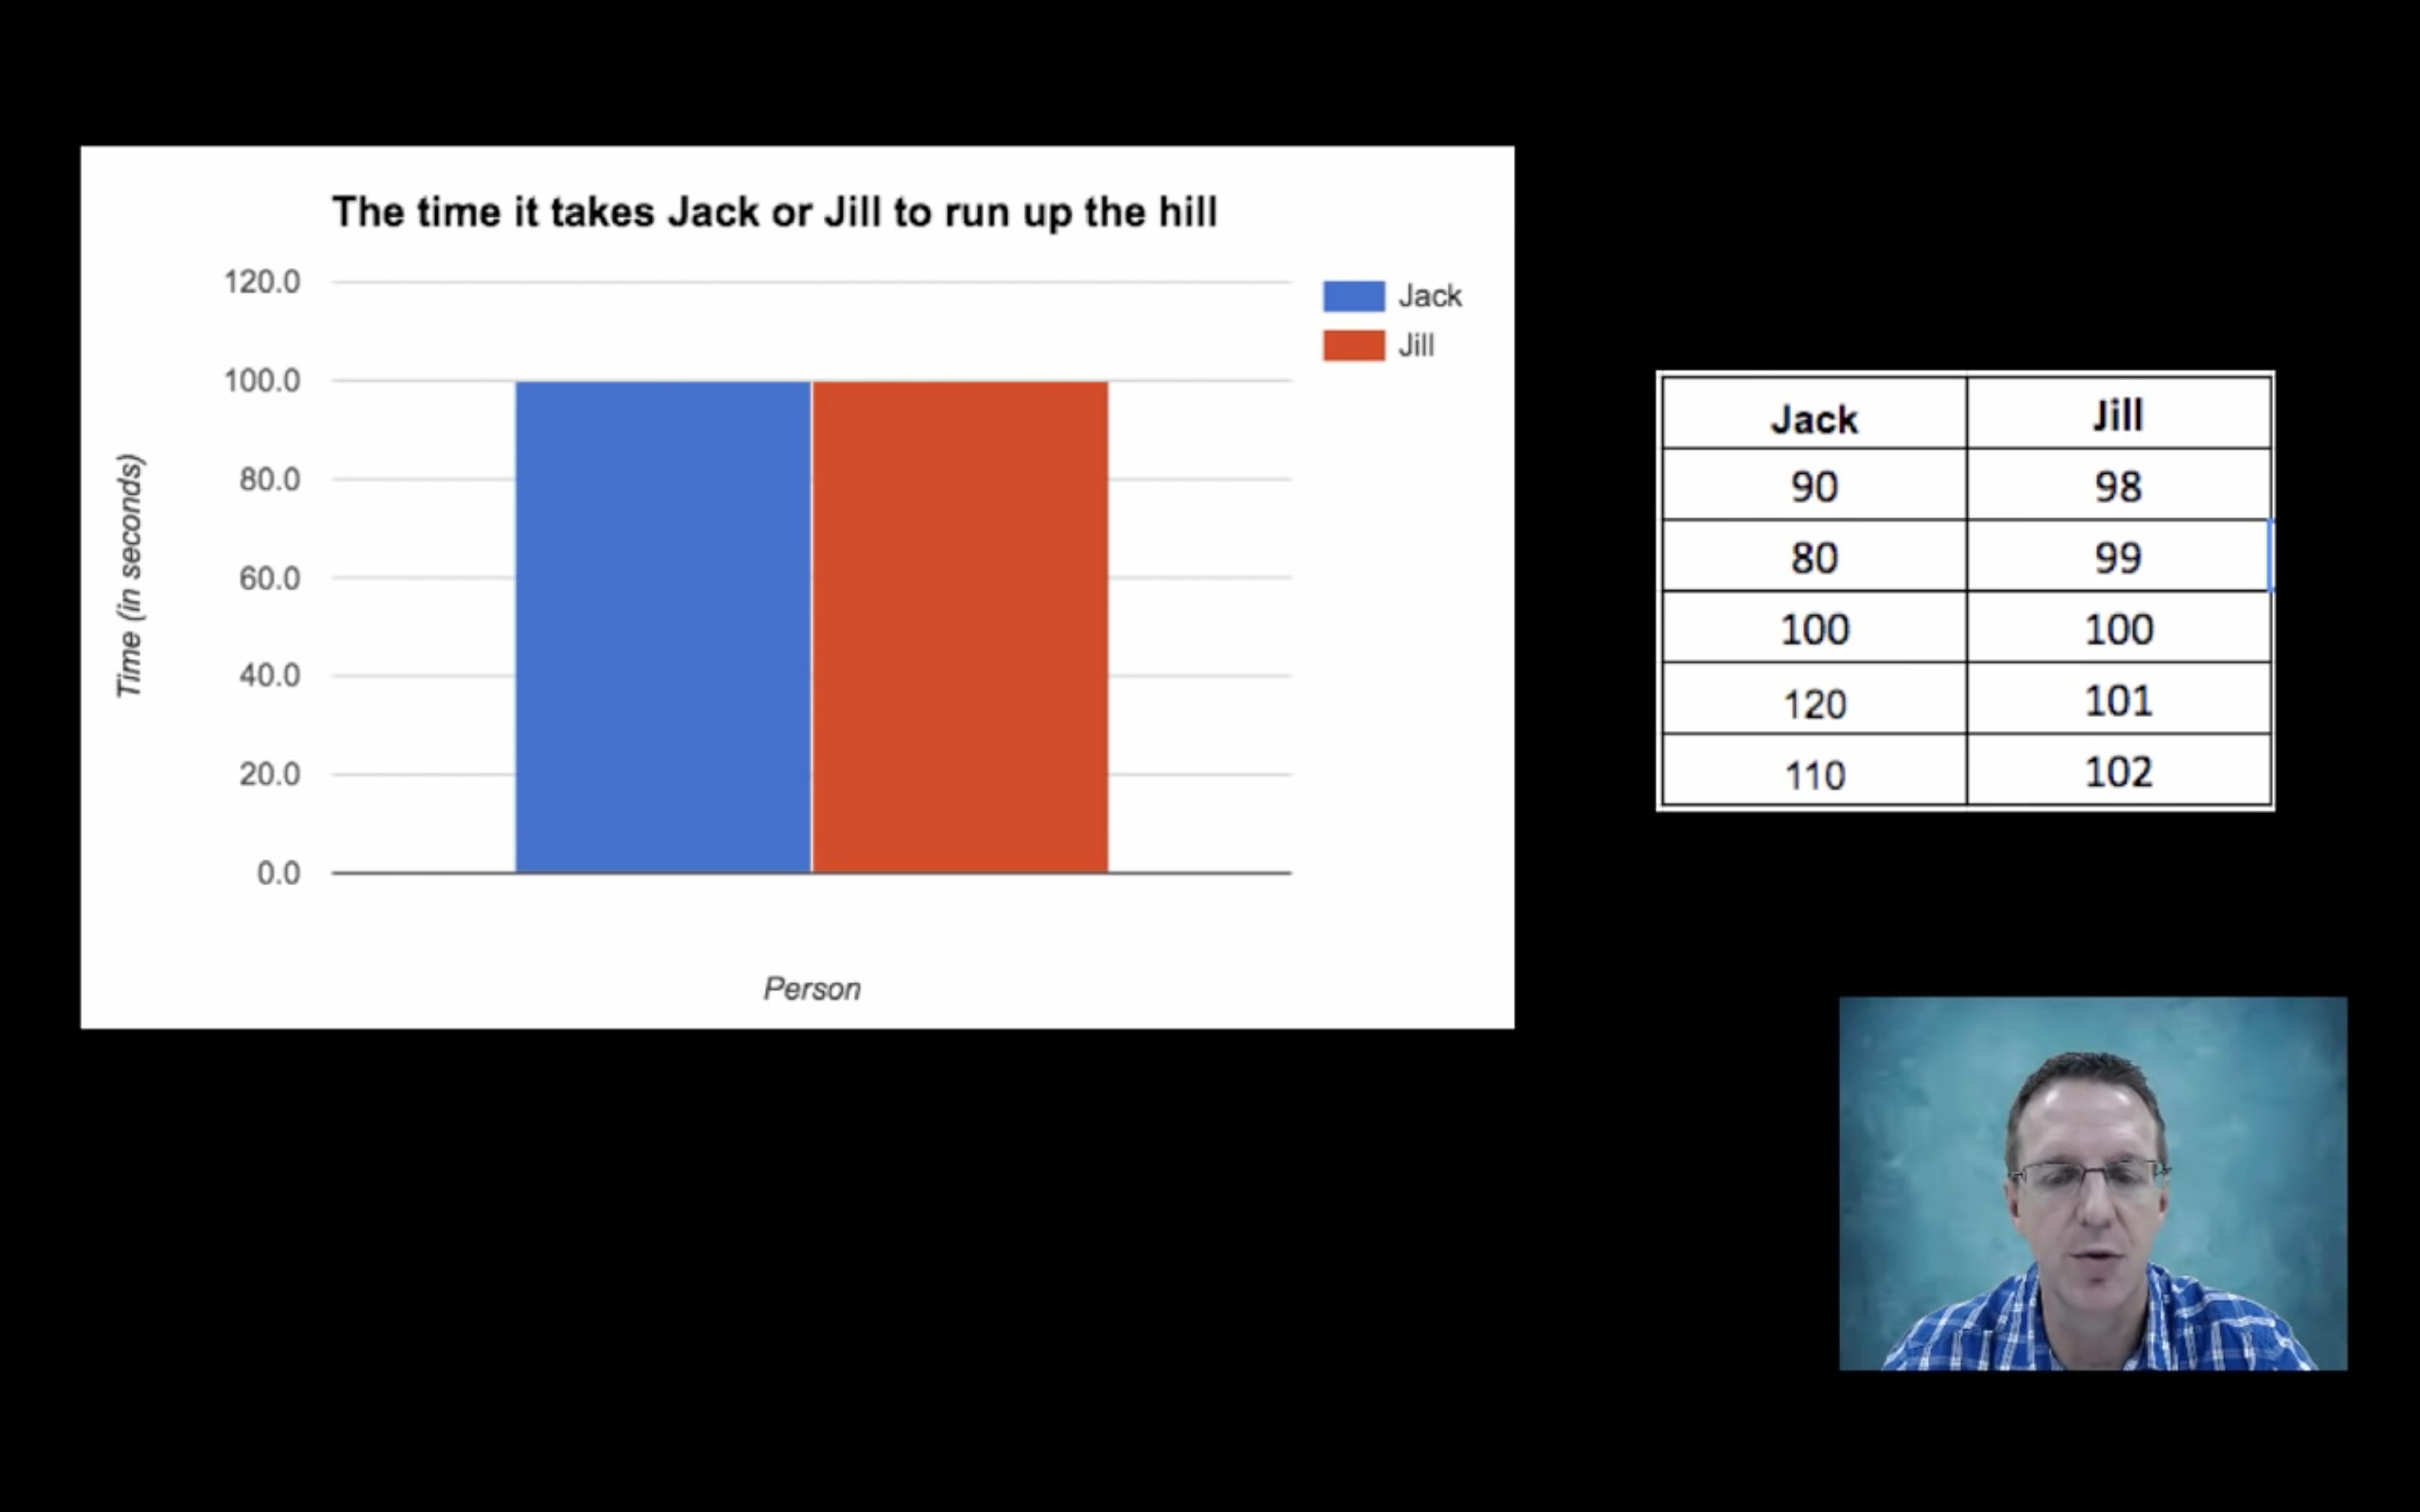 The time it takes Jack or Jill to run up the hill
120.0
100.0
80.0
60.0
40.0
20.0
0.0
Time (in seconds)
Person
Jack
Jill
Jack Jill
90 98
80 99
100 100
120 101
110 102